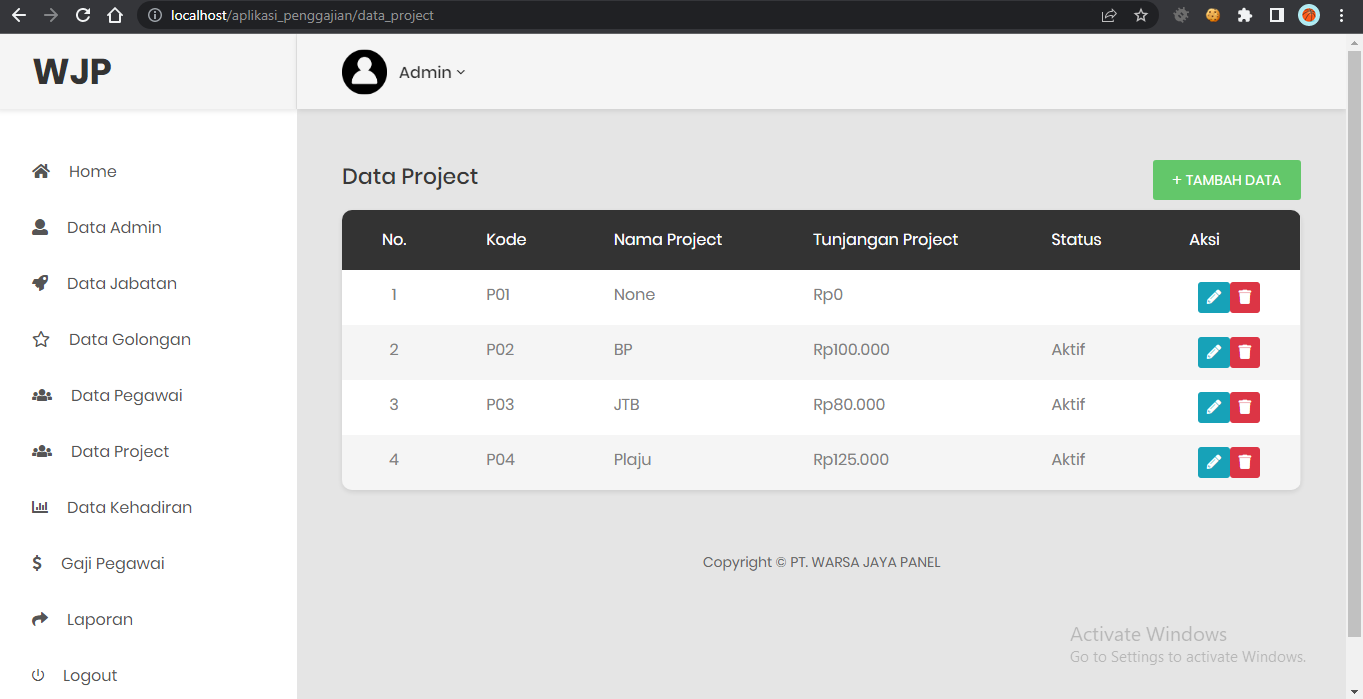 localhost/aplikasi_penggajian/data_project
WJP
Admin
Home
Data Admin
Data Jabatan
Data Golongan
Data Pegawai
Data Project
Data Kehadiran
Gaji Pegawai
Laporan
Logout
Data Project
+ TAMBAH DATA
No. Kode Nama Project Tunjangan Project Status Aksi
1 P01 None Rp0
2 P02 BP Rp100.000 Aktif
3 P03 JTB Rp80.000 Aktif
4 P04 Plaju Rp125.000 Aktif
Copyright © PT. WARSA JAYA PANEL
Activate Windows
Go to Settings to activate Windows.